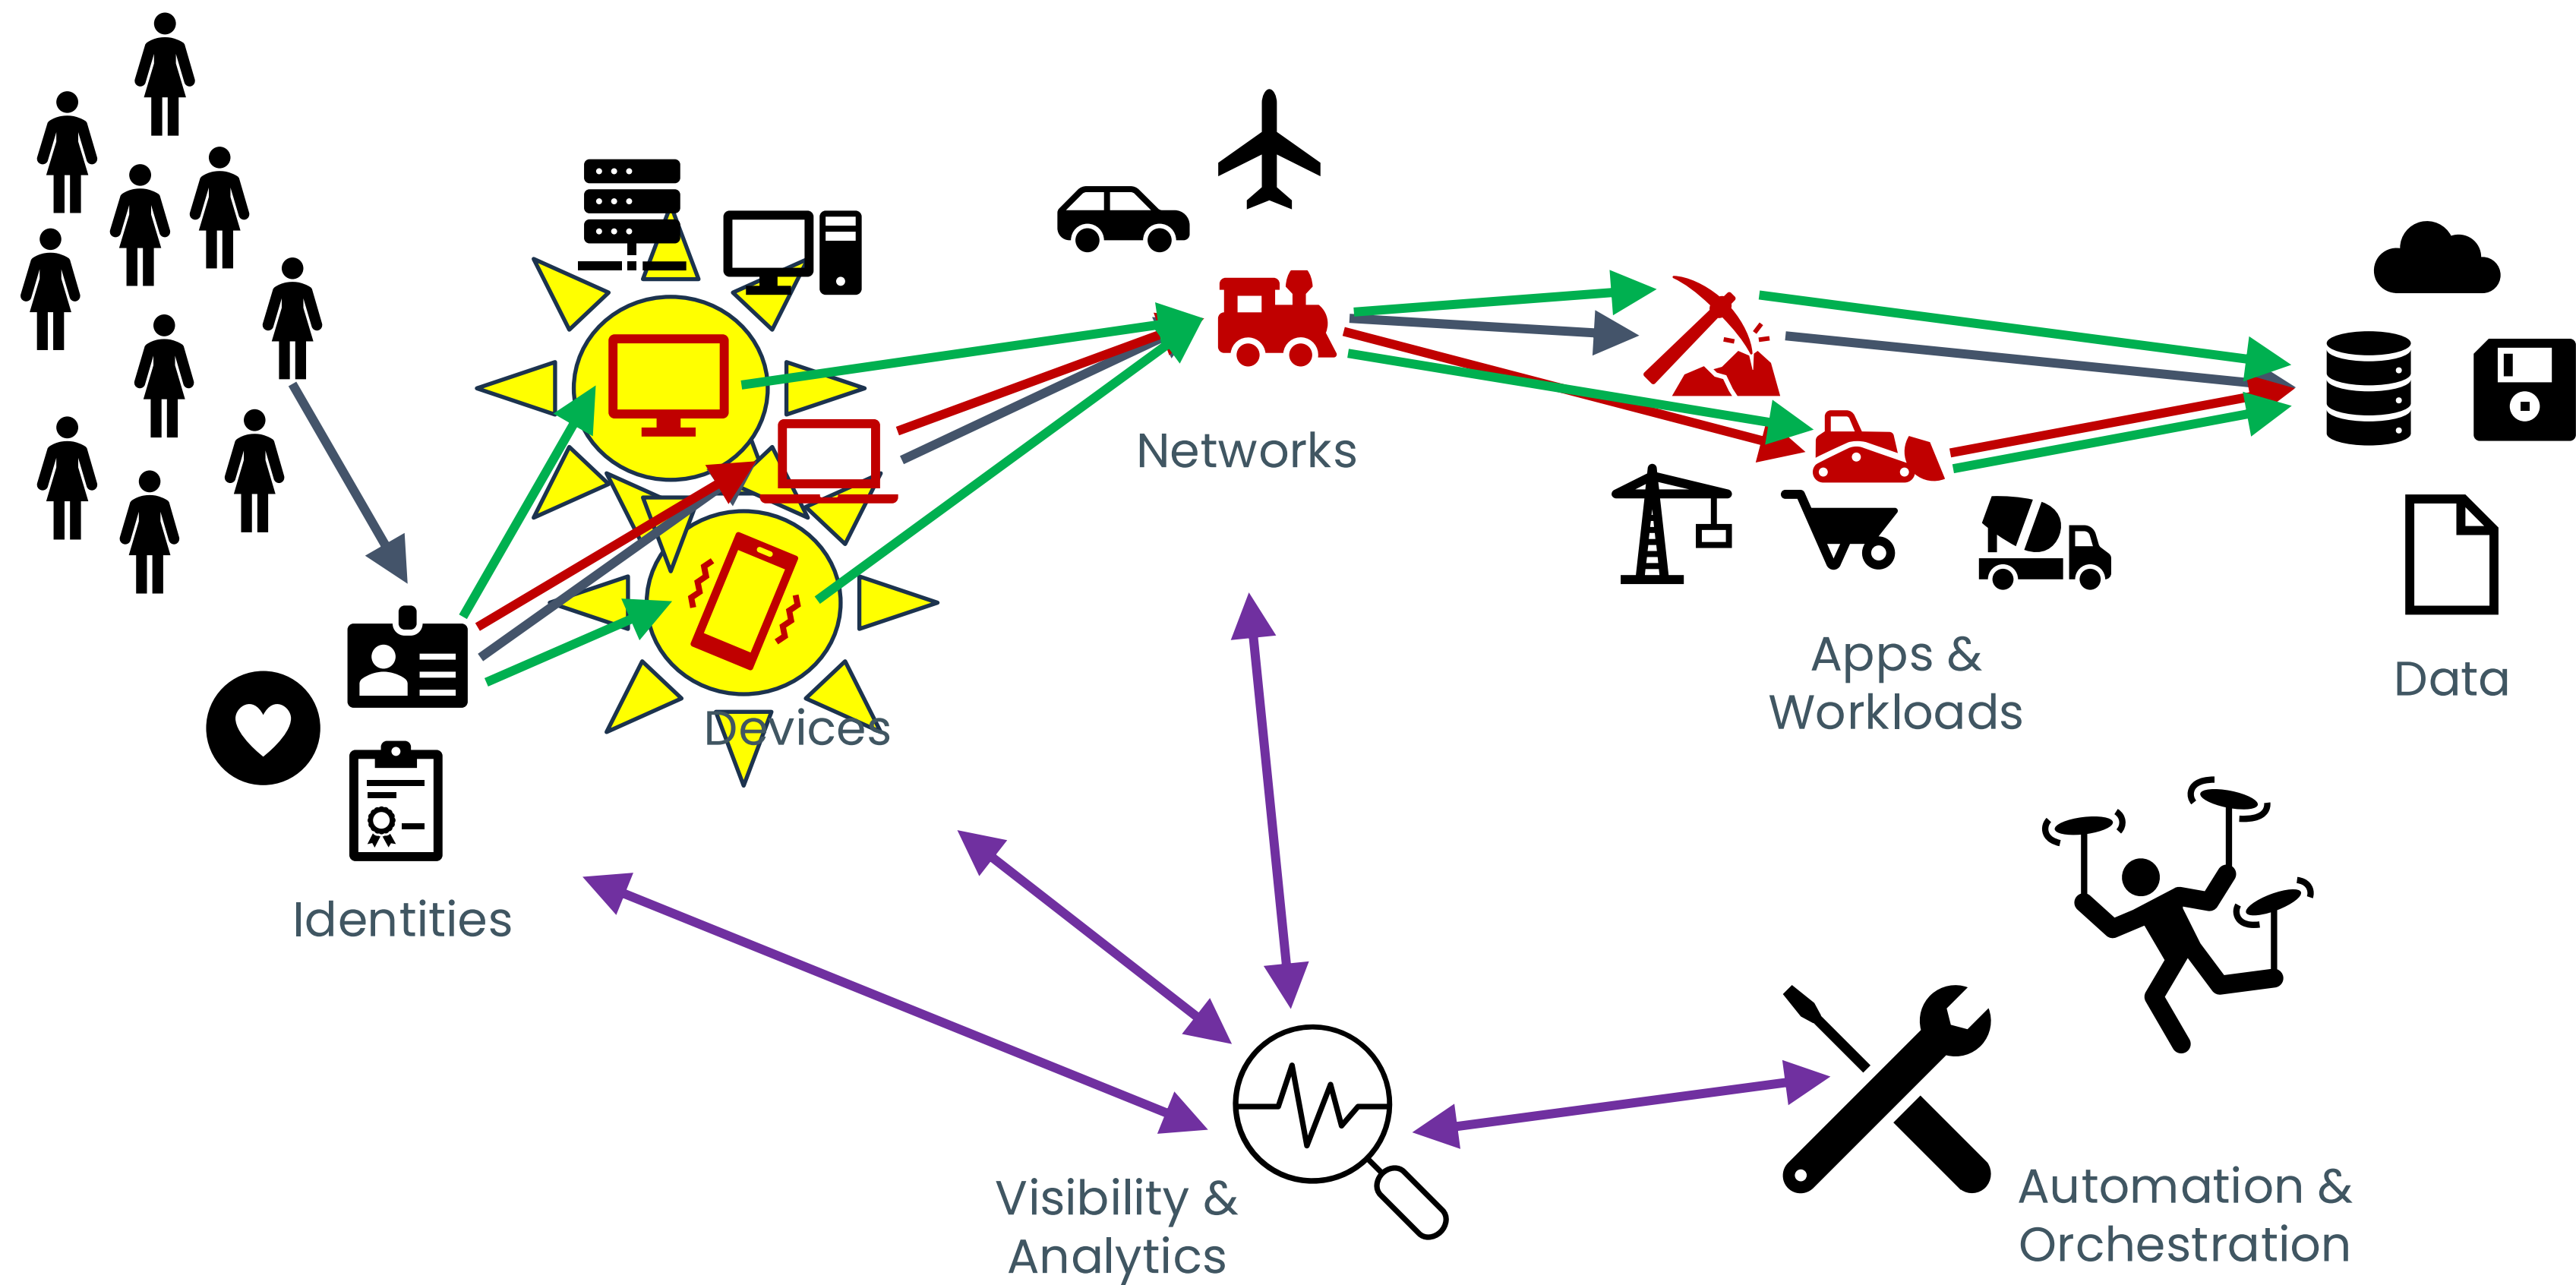 Networks
Devices
Apps &
Workloads
Data
Identities
Visibility &
Analytics
Automation &
Orchestration